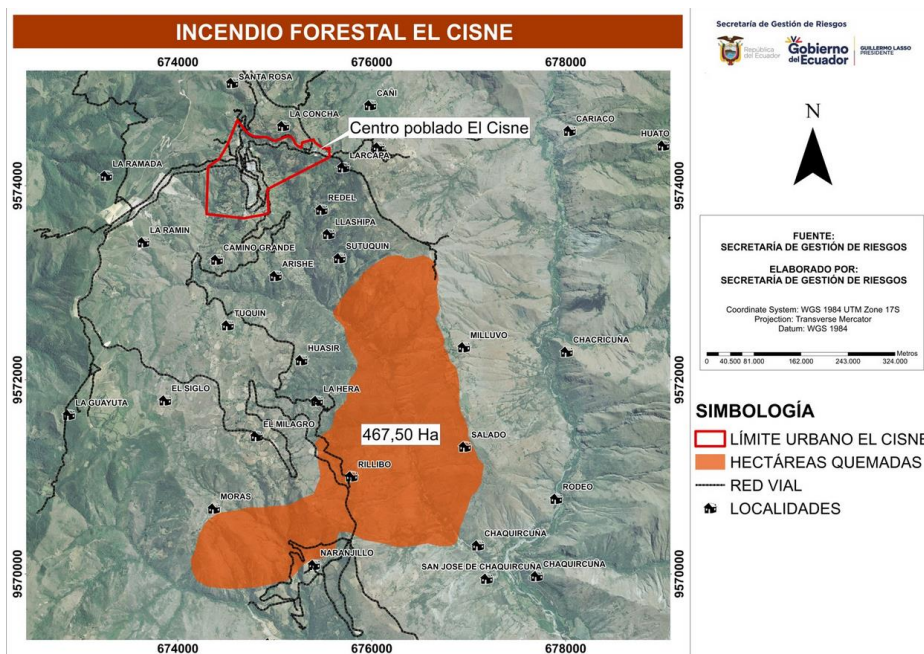 INCENDIO FORESTAL EL CISNE
674000 676000 678000
SANTA ROSA
CAÑI
LA CONCHA
Centro poblado El Cisne
CARIACO
HUATO
LARCAPA
LA RAMADA
9574000
9574000
REDEL
LLASHIPA
LA RAMIN
CAMINO GRANDE
SUTUQUIN
ARISHE
TUQUIN
MILLUVO
HUASIR
CHACRICUÑA
9572000
9572000
EL SIGLO
LA HERA
LA GUAYUTA
EL MILAGRO
467,50 Ha
SALADO
RILLIBO
RODEO
MORAS
CHAQUIRCUÑA
NARANJILLO
SAN JOSE DE CHAQUIRCUÑA
CHAQUIRCUÑA
9570000
9570000
674000 676000 678000
Secretaría de Gestión de Riesgos
República
del Ecuador
Gobierno
del Ecuador
GUILLERMO LASSO
PRESIDENTE
N
FUENTE:
SECRETARÍA DE GESTIÓN DE RIESGOS
ELABORADO POR:
SECRETARÍA DE GESTIÓN DE RIESGOS
Coordinate System: WGS 1984 UTM Zone 17S
Projection: Transverse Mercator
Datum: WGS 1984
Metros
0 40.500 81.000 162.000 243.000 324.000
SIMBOLOGÍA
LÍMITE URBANO EL CISNE
HECTÁREAS QUEMADAS
RED VIAL
LOCALIDADES